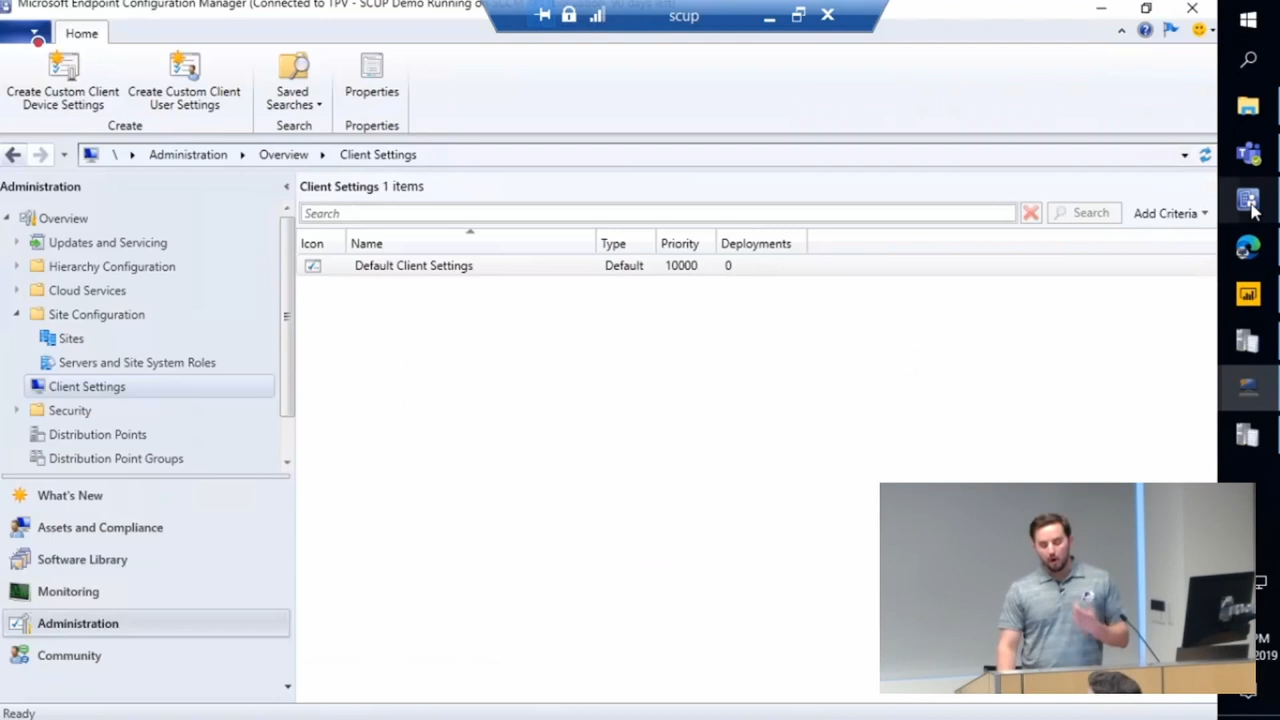 Microsoft Endpoint Configuration Manager (Connected to TPV - SCUP Demo Running
scup
Home
Create Custom Client Device Settings
Create Custom Client User Settings
Saved Searches
Properties
Create
Search
Properties
\ Administration Overview Client Settings
Administration
Overview
Updates and Servicing
Hierarchy Configuration
Cloud Services
Site Configuration
Sites
Servers and Site System Roles
Client Settings
Security
Distribution Points
Distribution Point Groups
What's New
Assets and Compliance
Software Library
Monitoring
Administration
Community
Client Settings 1 items
Search
Search
Add Criteria
Icon Name Type Priority Deployments
Default Client Settings Default 10000 0
PM
2019
Ready